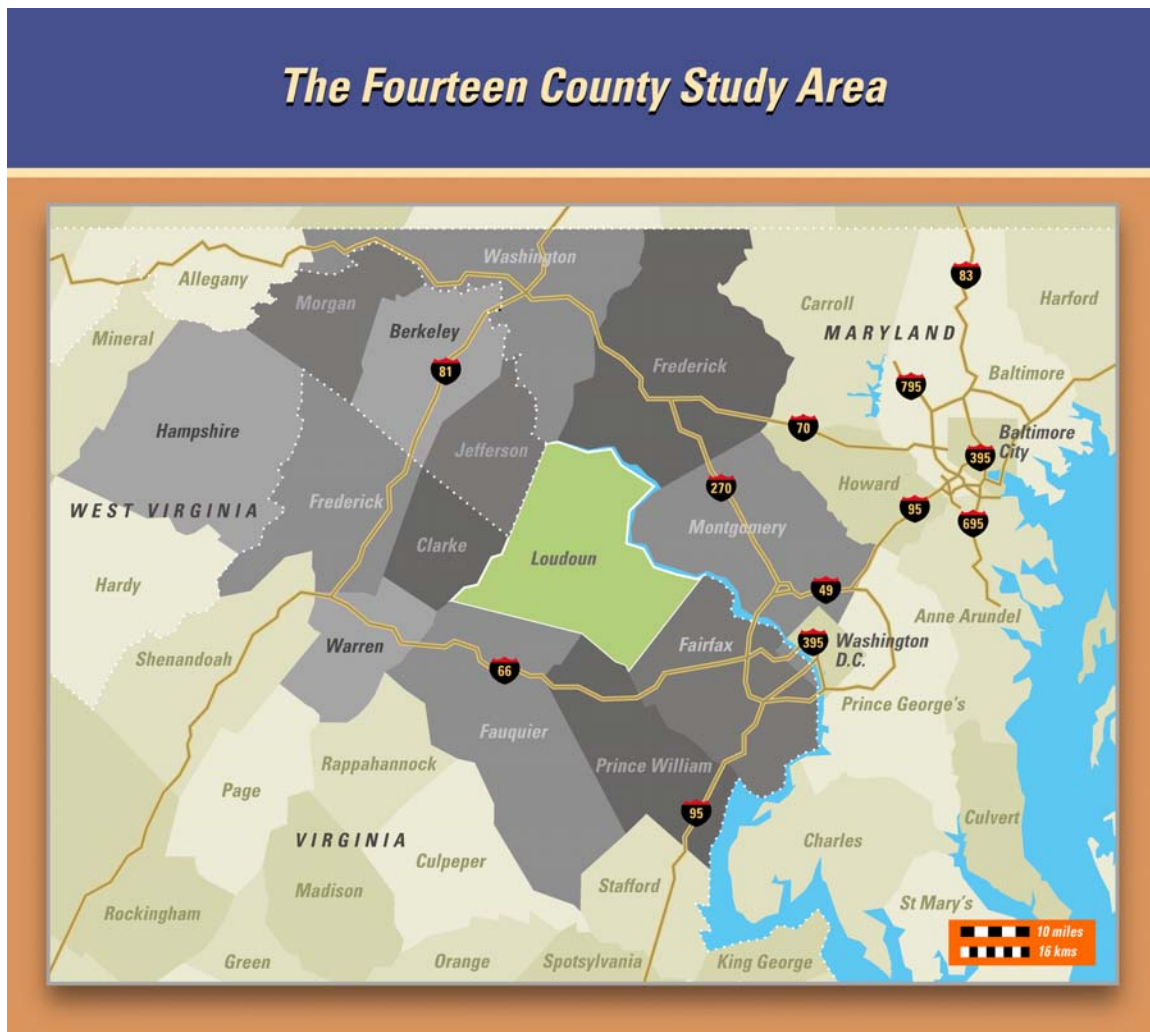 The Fourteen County Study Area
Washington
Allegany
83
Morgan
Carroll
Harford
Mineral
Berkeley
MARYLAND
81
Frederick
Baltimore
795
Hampshire
70
Baltimore
City
395
Jefferson
Howard
270
Frederick
WEST VIRGINIA
95
Montgomery
695
Clarke
Loudoun
Hardy
49
Anne Arundel
Warren
Fairfax
395
Washington
D.C.
Shenandoah
66
Prince George's
Fauquier
Rappahannock
Prince William
Page
95
Culvert
VIRGINIA
Charles
Culpeper
Stafford
Madison
St Mary's
Rockingham
10 miles
16 kms
Green
Orange
Spotsylvania
King George